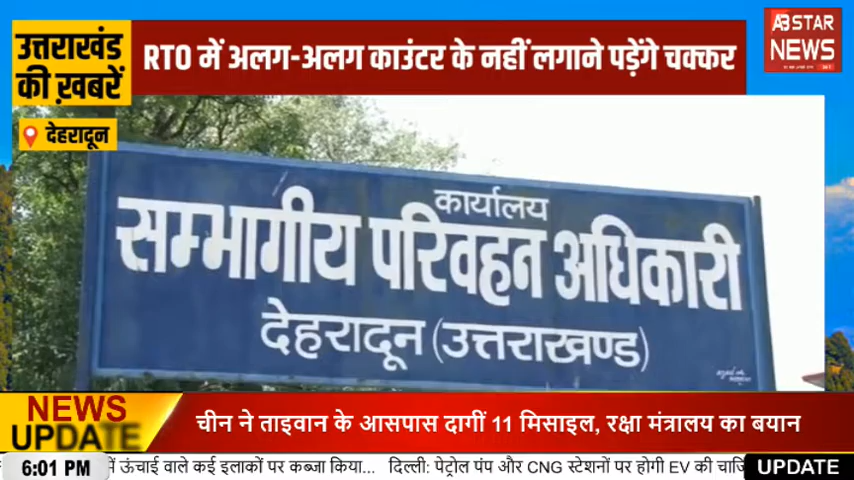 उत्तराखंड
की ख़बरें
RTO में अलग-अलग काउंटर के नहीं लगाने पड़ेंगे चक्कर
AB STAR
NEWS
देहरादून
कार्यालय
सम्भागीय परिवहन अधिकारी
देहरादून (उत्तराखण्ड)
NEWS
UPDATE
चीन ने ताइवान के आसपास दागीं 11 मिसाइल, रक्षा मंत्रालय का बयान
6:01 PM
में ऊंचाई वाले कई इलाकों पर कब्जा किया... दिल्ली: पेट्रोल पंप और CNG स्टेशनों पर होगी EV की
UPDATE